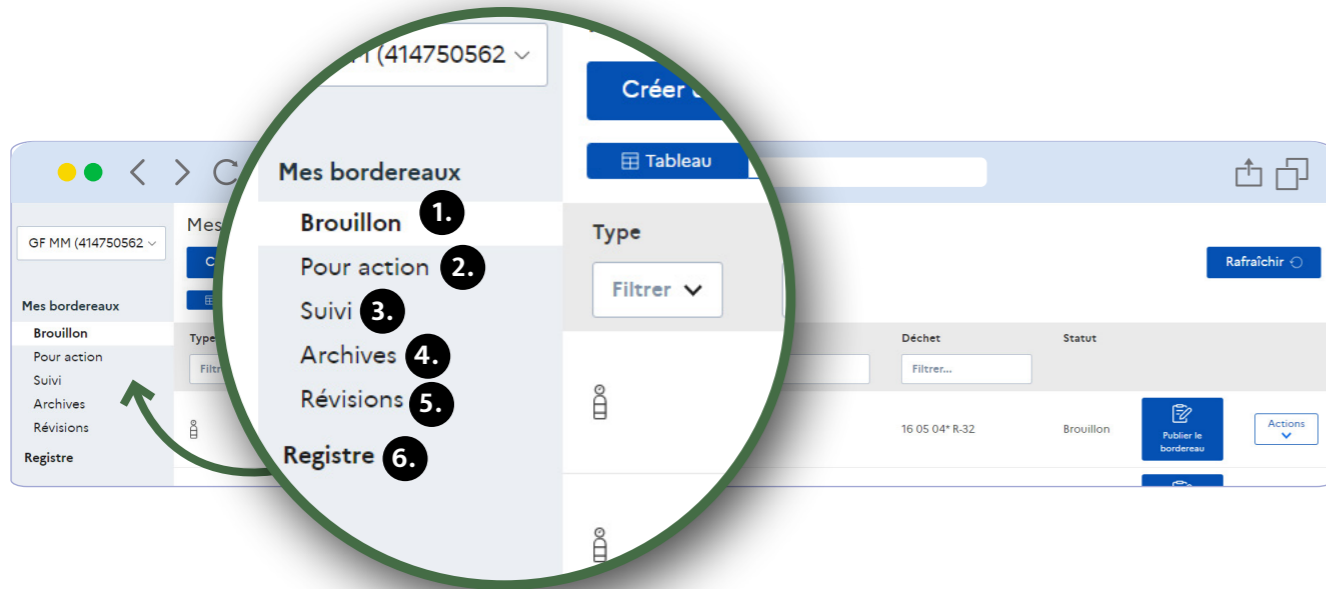 M (414750562
Créer
Tableau
Mes bordereaux
Brouillon 1.
Pour action 2.
Suivi 3.
Archives 4.
Révisions 5.
Registre 6.
Type
Filtrer
GF MM (414750562
Mes
C
Rafraîchir
Mes bordereaux
Brouillon
Pour action
Suivi
Archives
Révisions
Registre
Type
Filtr
Déchet
Statut
Filtrer...
16 05 04* R-32
Brouillon
Publier le
bordereau
Actions